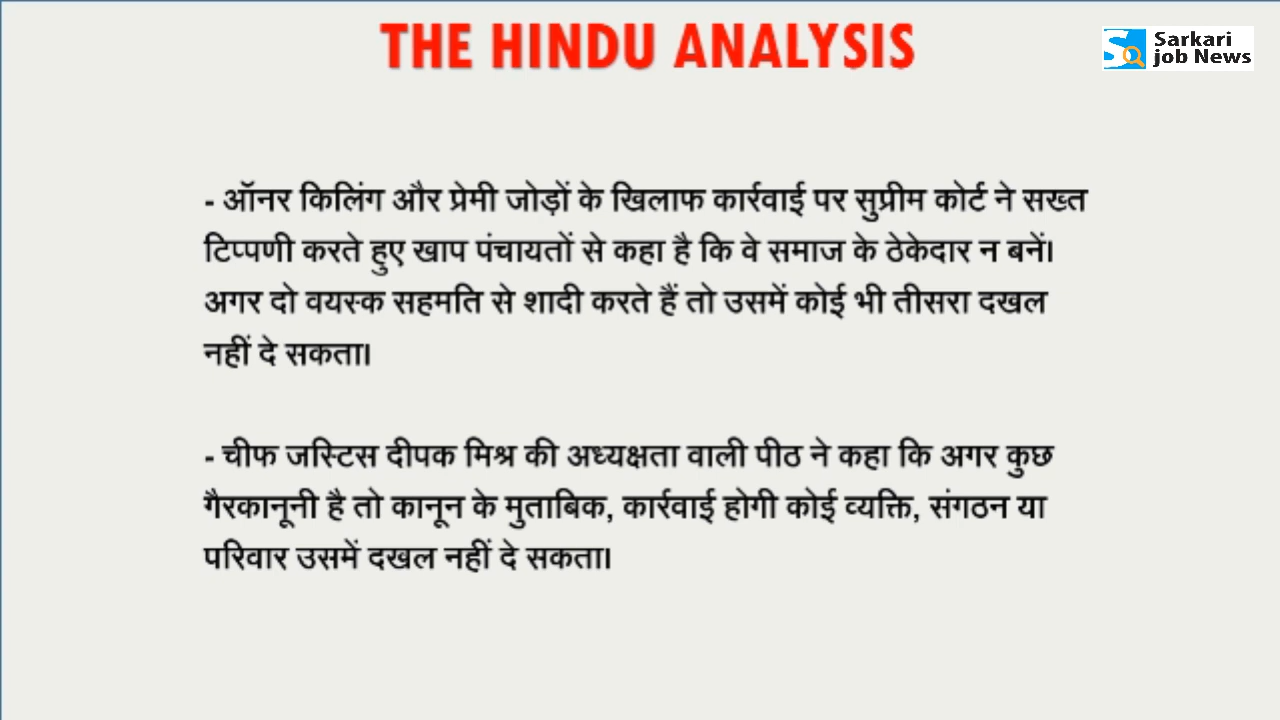 THE HINDU ANALYSIS
Sarkari
job News
- ऑनर किलिंग और प्रेमी जोड़ों के खिलाफ कार्रवाई पर सुप्रीम कोर्ट ने सख्त
टिप्पणी करते हुए खाप पंचायतों से कहा है कि वे समाज के ठेकेदार न बनें।
अगर दो वयस्क सहमति से शादी करते हैं तो उसमें कोई भी तीसरा दखल
नहीं दे सकता।
- चीफ जस्टिस दीपक मिश्र की अध्यक्षता वाली पीठ ने कहा कि अगर कुछ
गैरकानूनी है तो कानून के मुताबिक, कार्रवाई होगी कोई व्यक्ति, संगठन या
परिवार उसमें दखल नहीं दे सकता।